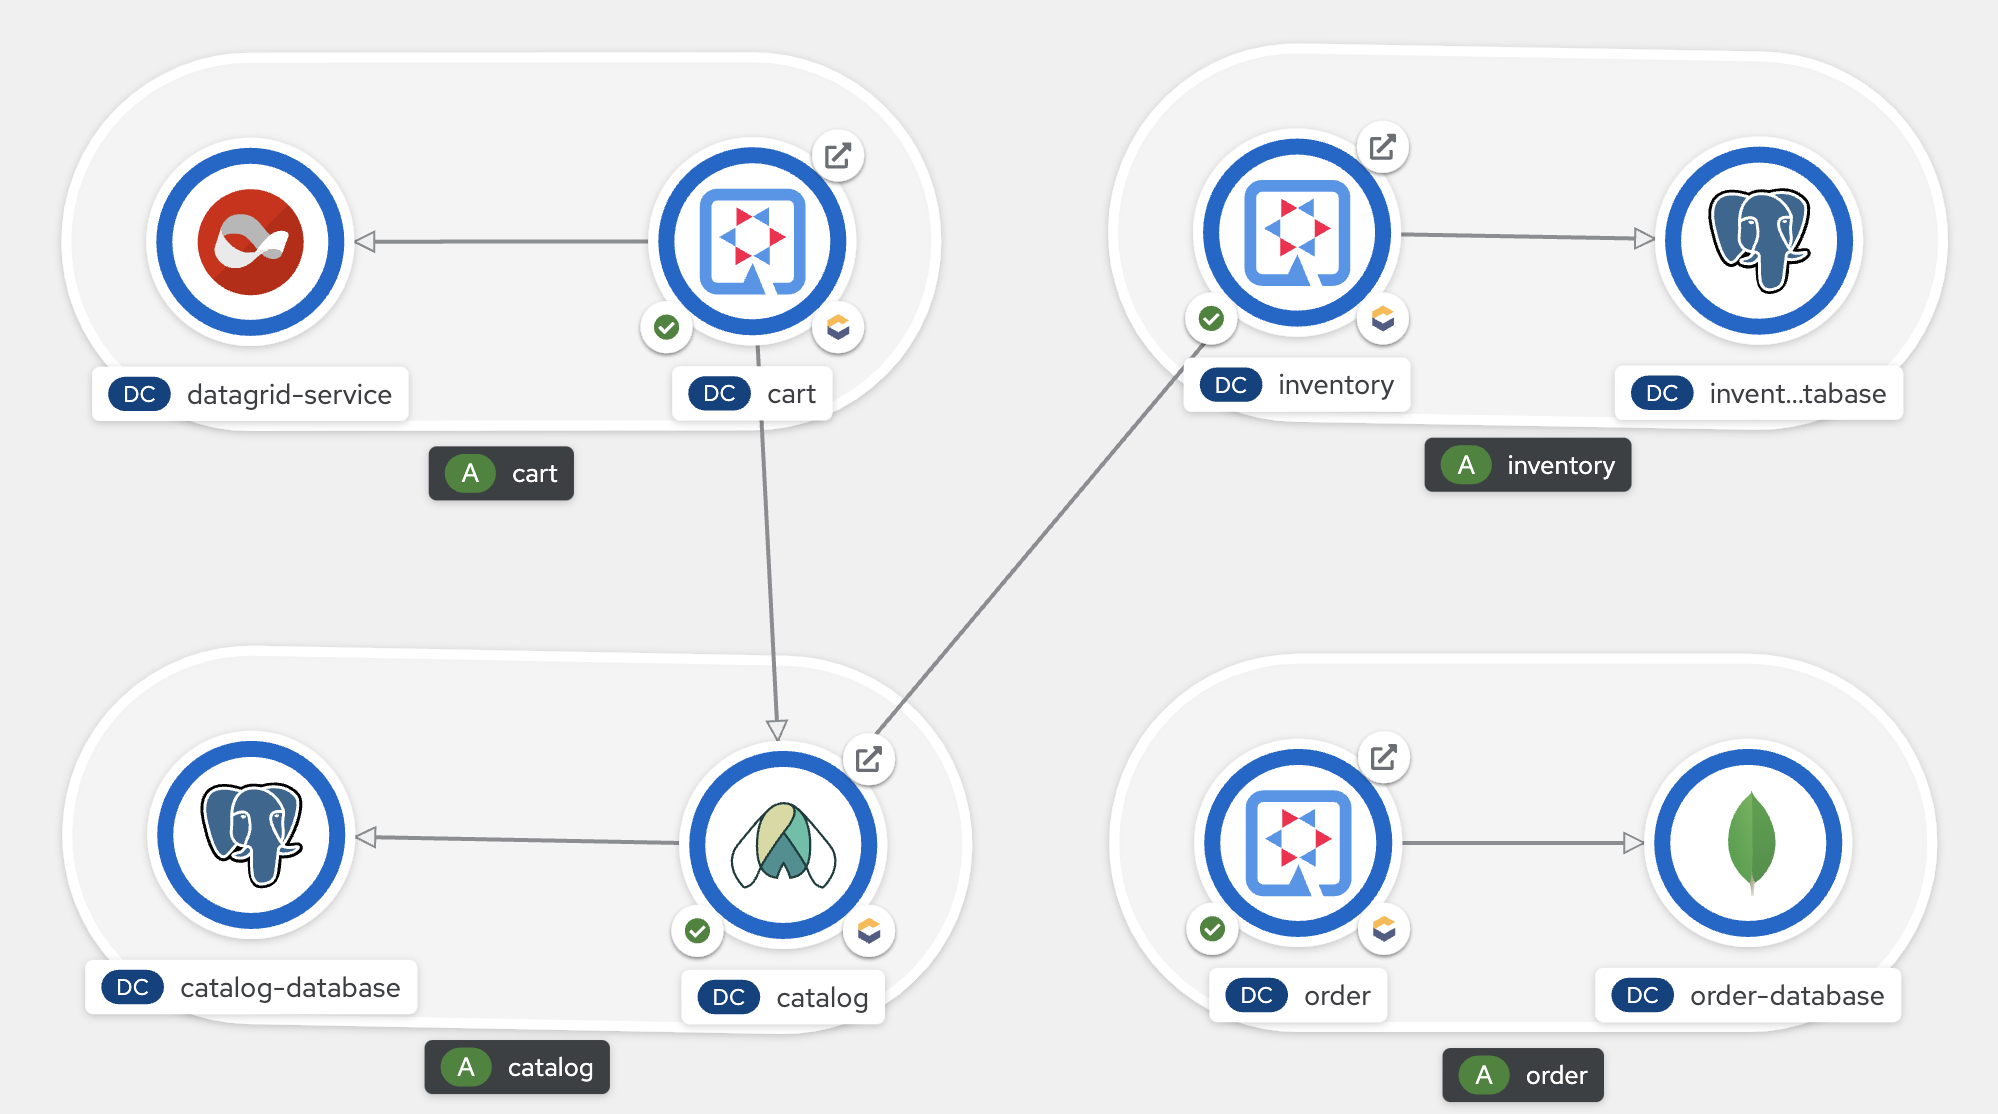 DC datagrid-service
DC cart
A cart
DC inventory
DC invent...tabase
A inventory
DC catalog-database
DC catalog
A catalog
DC order
DC order-database
A order